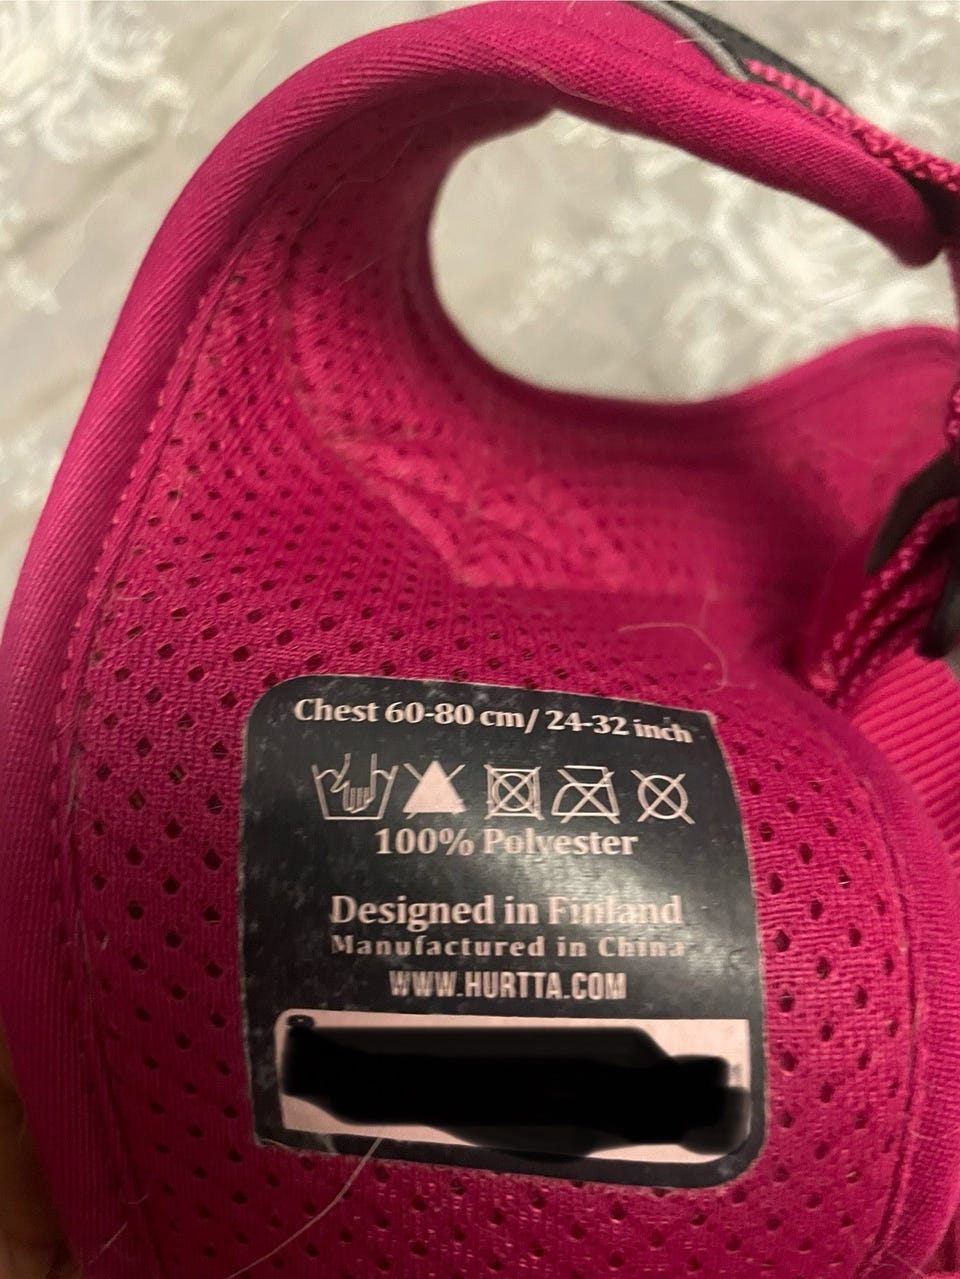 Chest 60-80 cm/ 24-32 inch
100% Polyester
Designed in Finland
Manufactured in China
WWW.HURTTA.COM